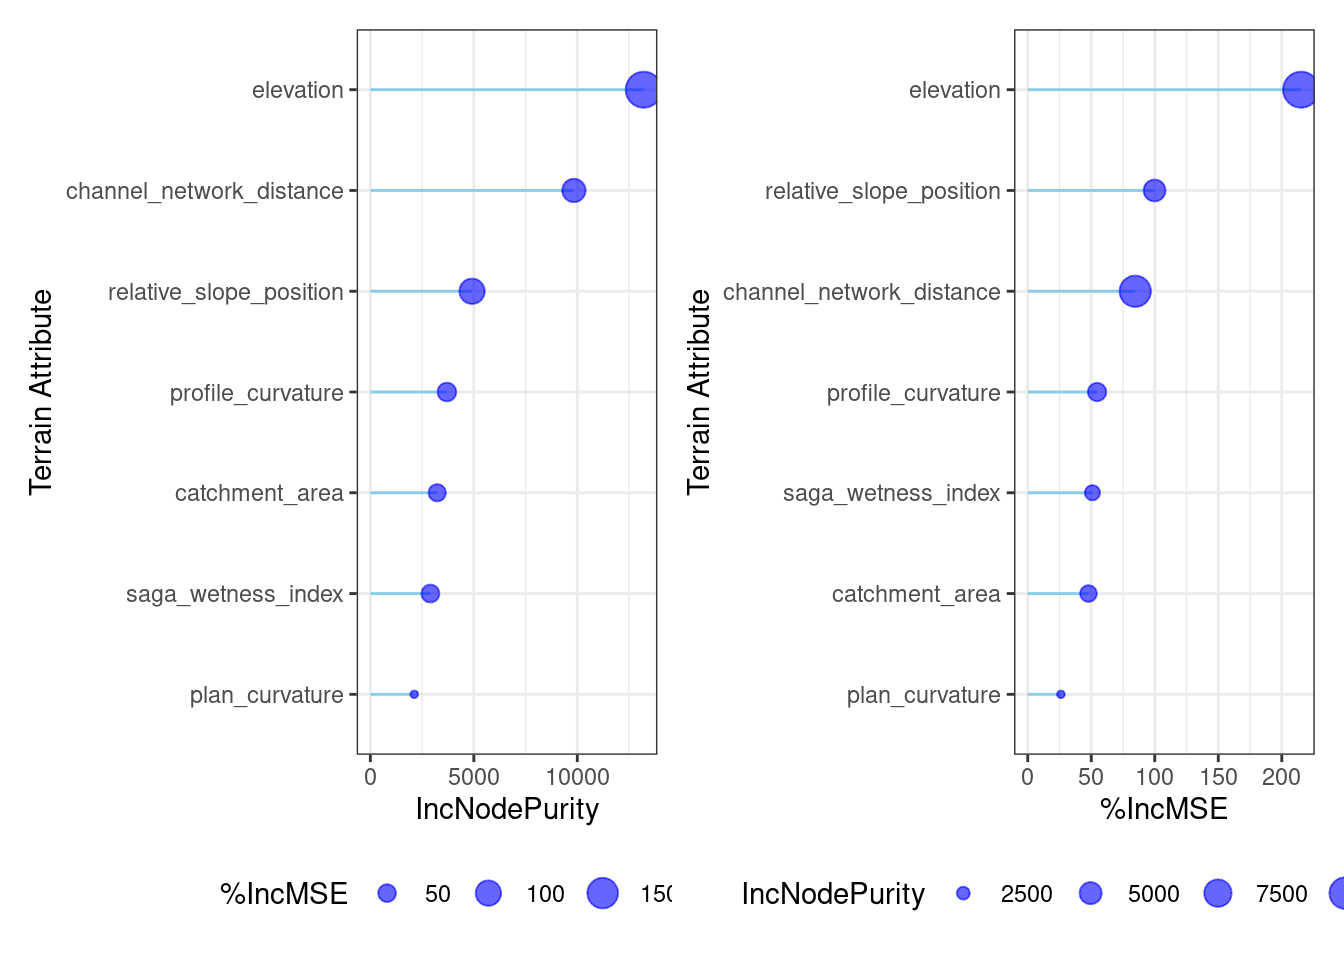 elevation
channel_network_distance
relative_slope_position
profile_curvature
catchment_area
saga_wetness_index
plan_curvature
Terrain Attribute
0 5000 10000
IncNodePurity
%IncMSE 50 100
elevation
relative_slope_position
channel_network_distance
profile_curvature
saga_wetness_index
catchment_area
plan_curvature
Terrain Attribute
0 50 100 150 200
%IncMSE
IncNodePurity 2500 5000 7500